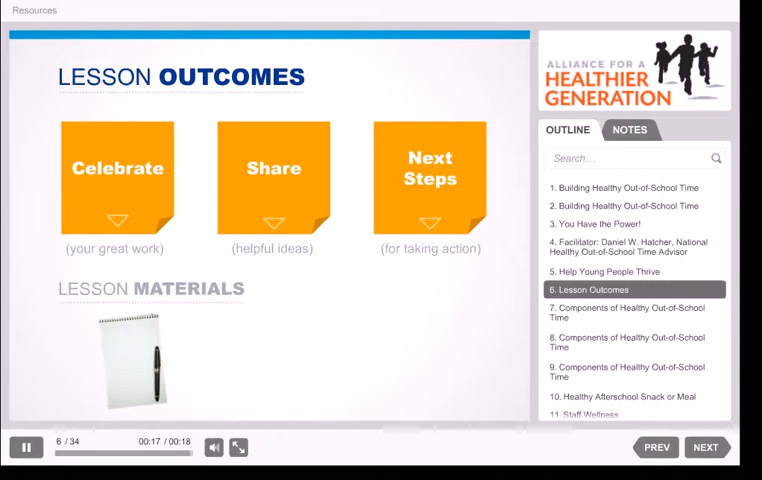 Resources
LESSON OUTCOMES
Celebrate
Share
Next
Steps
(your great work)
(helpful ideas)
(for taking action)
LESSON MATERIALS
ALLIANCE FOR A
HEALTHIER
GENERATION
OUTLINE
NOTES
Search...
1. Building Healthy Out-of-School Time
2. Building Healthy Out-of-School Time
3. You Have the Power!
4. Facilitator: Daniel W. Hatcher, National
Healthy Out-of-School Time Advisor
5. Help Young People Thrive
6. Lesson Outcomes
7. Components of Healthy Out-of-School
Time
8. Components of Healthy Out-of-School
Time
9. Components of Healthy Out-of-School
Time
10. Healthy Afterschool Snack or Meal
11. Staff Wellness
6 / 34
00:17 / 00:18
PREV
NEXT